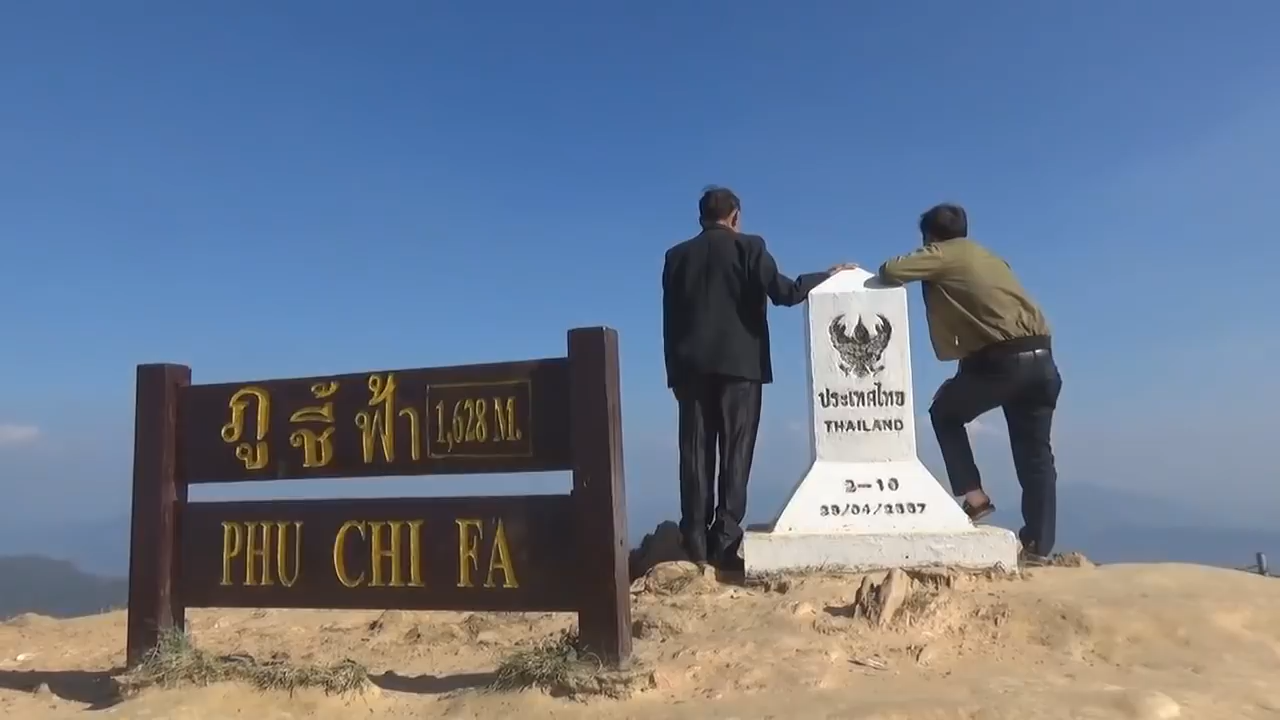 ภู ชี้ ฟ้า 1,628 M.
PHU CHI FA
ประเทศไทย
THAILAND
2-10